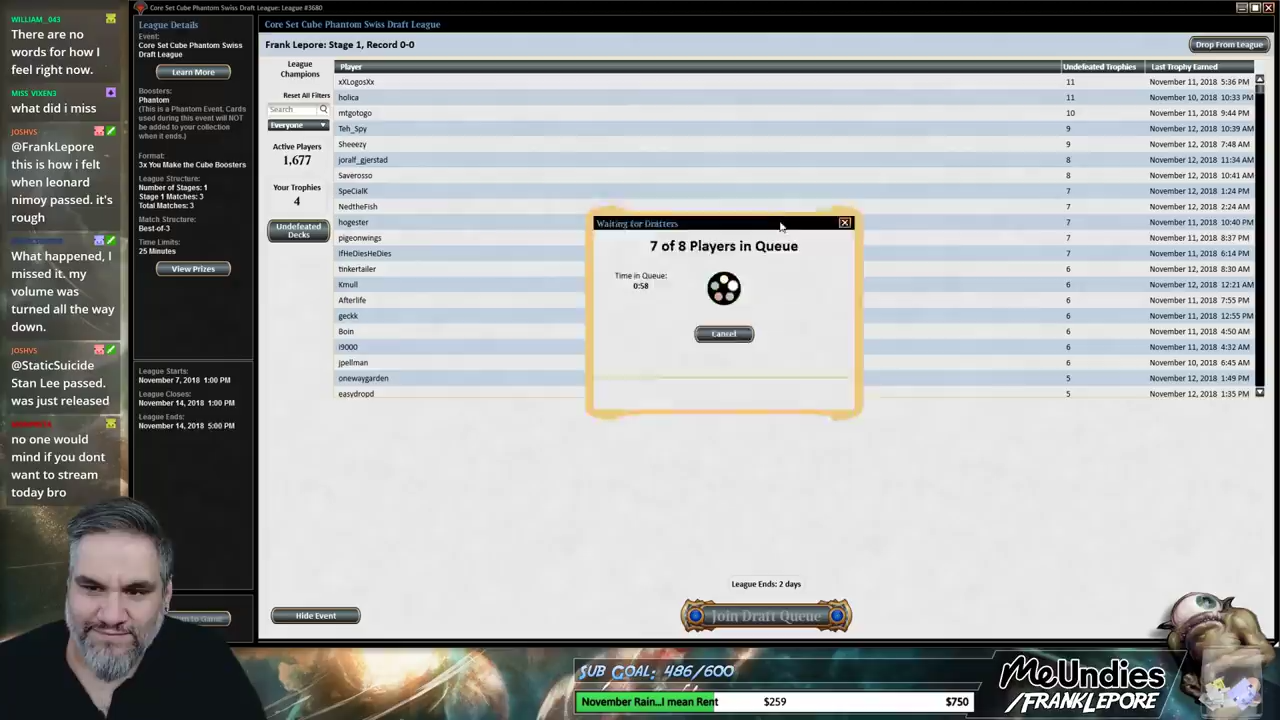 WILLIAM_043
There are no
words for how I
feel right now.
MISS VIXEN3
what did i miss
JOSHVS
@FrankLepore
this is how i felt
when leonard
nimoy passed. it's
rough
What happened, I
missed it, my
volume was
turned all the way
down.
JOSHVS
@StaticSuicide
Stan Lee passed.
was just released
no one would
mind if you dont
want to stream
today bro
Core Set Cube Phantom Swiss Draft League: League #3680
League Details
Event:
Core Set Cube Phantom Swiss
Draft League
Learn More
Boosters:
Phantom
(This is a Phantom Event. Cards
used during this event will NOT
be added to your collection
when it ends.)
Format:
3x You Make the Cube Boosters
League Structure:
Number of Stages: 1
Stage 1 Matches: 3
Total Matches: 3
Match Structure:
Best-of-3
Time Limits:
25 Minutes
View Prizes
League Starts:
November 7, 2018 1:00 PM
League Closes:
November 14, 2018 1:00 PM
League Ends:
November 14, 2018 5:00 PM
Core Set Cube Phantom Swiss Draft League
Frank Lepore: Stage 1, Record 0-0
Drop From League
League
Champions
Reset All Filters
Search
Everyone
Active Players
1,677
Your Trophies
4
Undefeated
Decks
Player Undefeated Trophies Last Trophy Earned
xXLogosXx 11 November 11, 2018 5:36 PM
holica 11 November 10, 2018 10:33 PM
mtgotogo 10 November 11, 2018 9:44 PM
Teh_Spy 9 November 12, 2018 10:39 AM
Sheeezy 9 November 12, 2018 7:48 AM
joralf_gjerstad 8 November 12, 2018 11:34 AM
Saverosso 8 November 12, 2018 10:41 AM
SpeCialK 7 November 12, 2018 1:24 PM
NedtheFish 7 November 12, 2018 2:24 AM
hogester 7 November 11, 2018 10:40 PM
pigeonwings 7 November 11, 2018 8:37 PM
IfHeDiesHeDies 7 November 11, 2018 6:14 PM
tinkertailer 6 November 12, 2018 8:30 AM
Kmull 6 November 12, 2018 12:21 AM
Afterlife 6 November 11, 2018 7:55 PM
geckk 6 November 11, 2018 12:55 PM
Boin 6 November 11, 2018 4:50 AM
i9000 6 November 11, 2018 4:32 AM
jpellman 6 November 10, 2018 6:45 AM
onewaygarden 5 November 12, 2018 1:49 PM
easydropd 5 November 12, 2018 1:35 PM
Waiting for Drafters
7 of 8 Players in Queue
Time in Queue:
0:58
Cancel
League Ends: 2 days
Hide Event
Join Draft Queue
SUB GOAL: 486/600
November Rain...I mean Rent $259 $750
MeUndies
/FRANKLEPORE